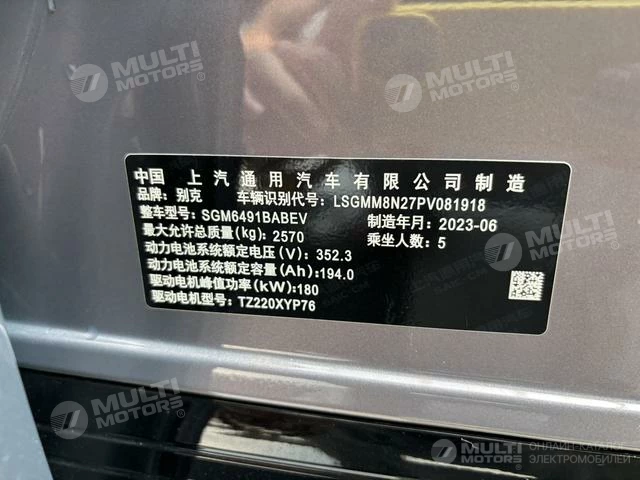 MULTI MOTORS®
MULTI MOTORS®
中国 上汽通用汽车有限公司制造
品牌: 别克 车辆识别代号: LSGMM8N27PV081918
整车型号: SGM6491BABEV 制造年月: 2023-06
最大允许总质量(kg): 2570 乘坐人数: 5
动力电池系统额定电压(V): 352.3
动力电池系统额定容量(Ah): 194.0
驱动电机峰值功率(kW): 180
驱动电机型号: TZ220XYP76
MULTI MOTORS®
MULTI MOTORS
ОНЛАЙН-КАТАЛОГ
ЭЛЕКТРОМОБИЛЕЙ